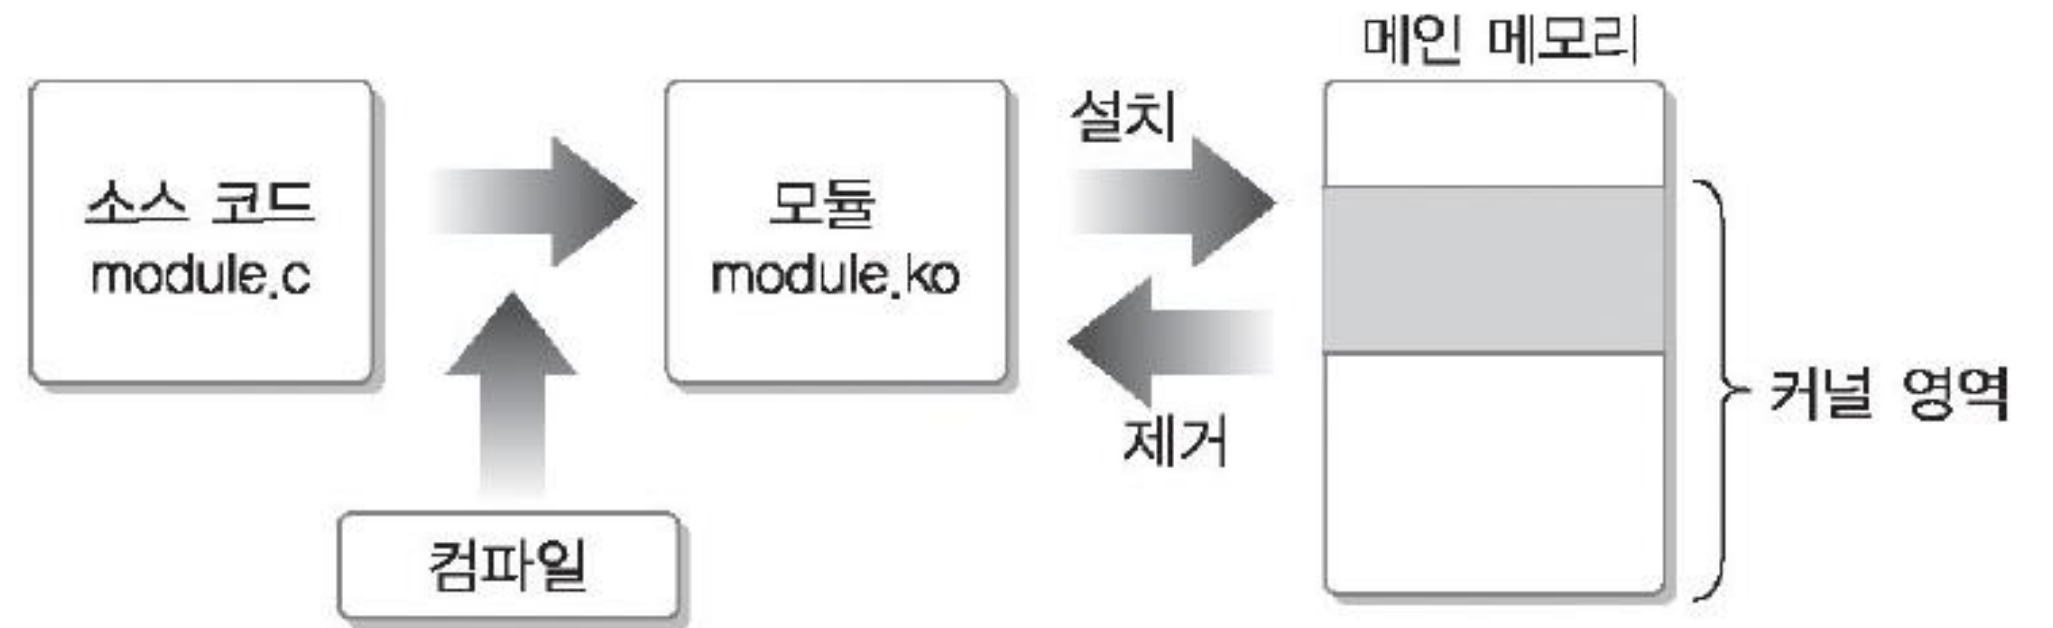 메인 메모리
소스 코드
module.c
모듈
module.ko
설치
제거
커널 영역
컴파일